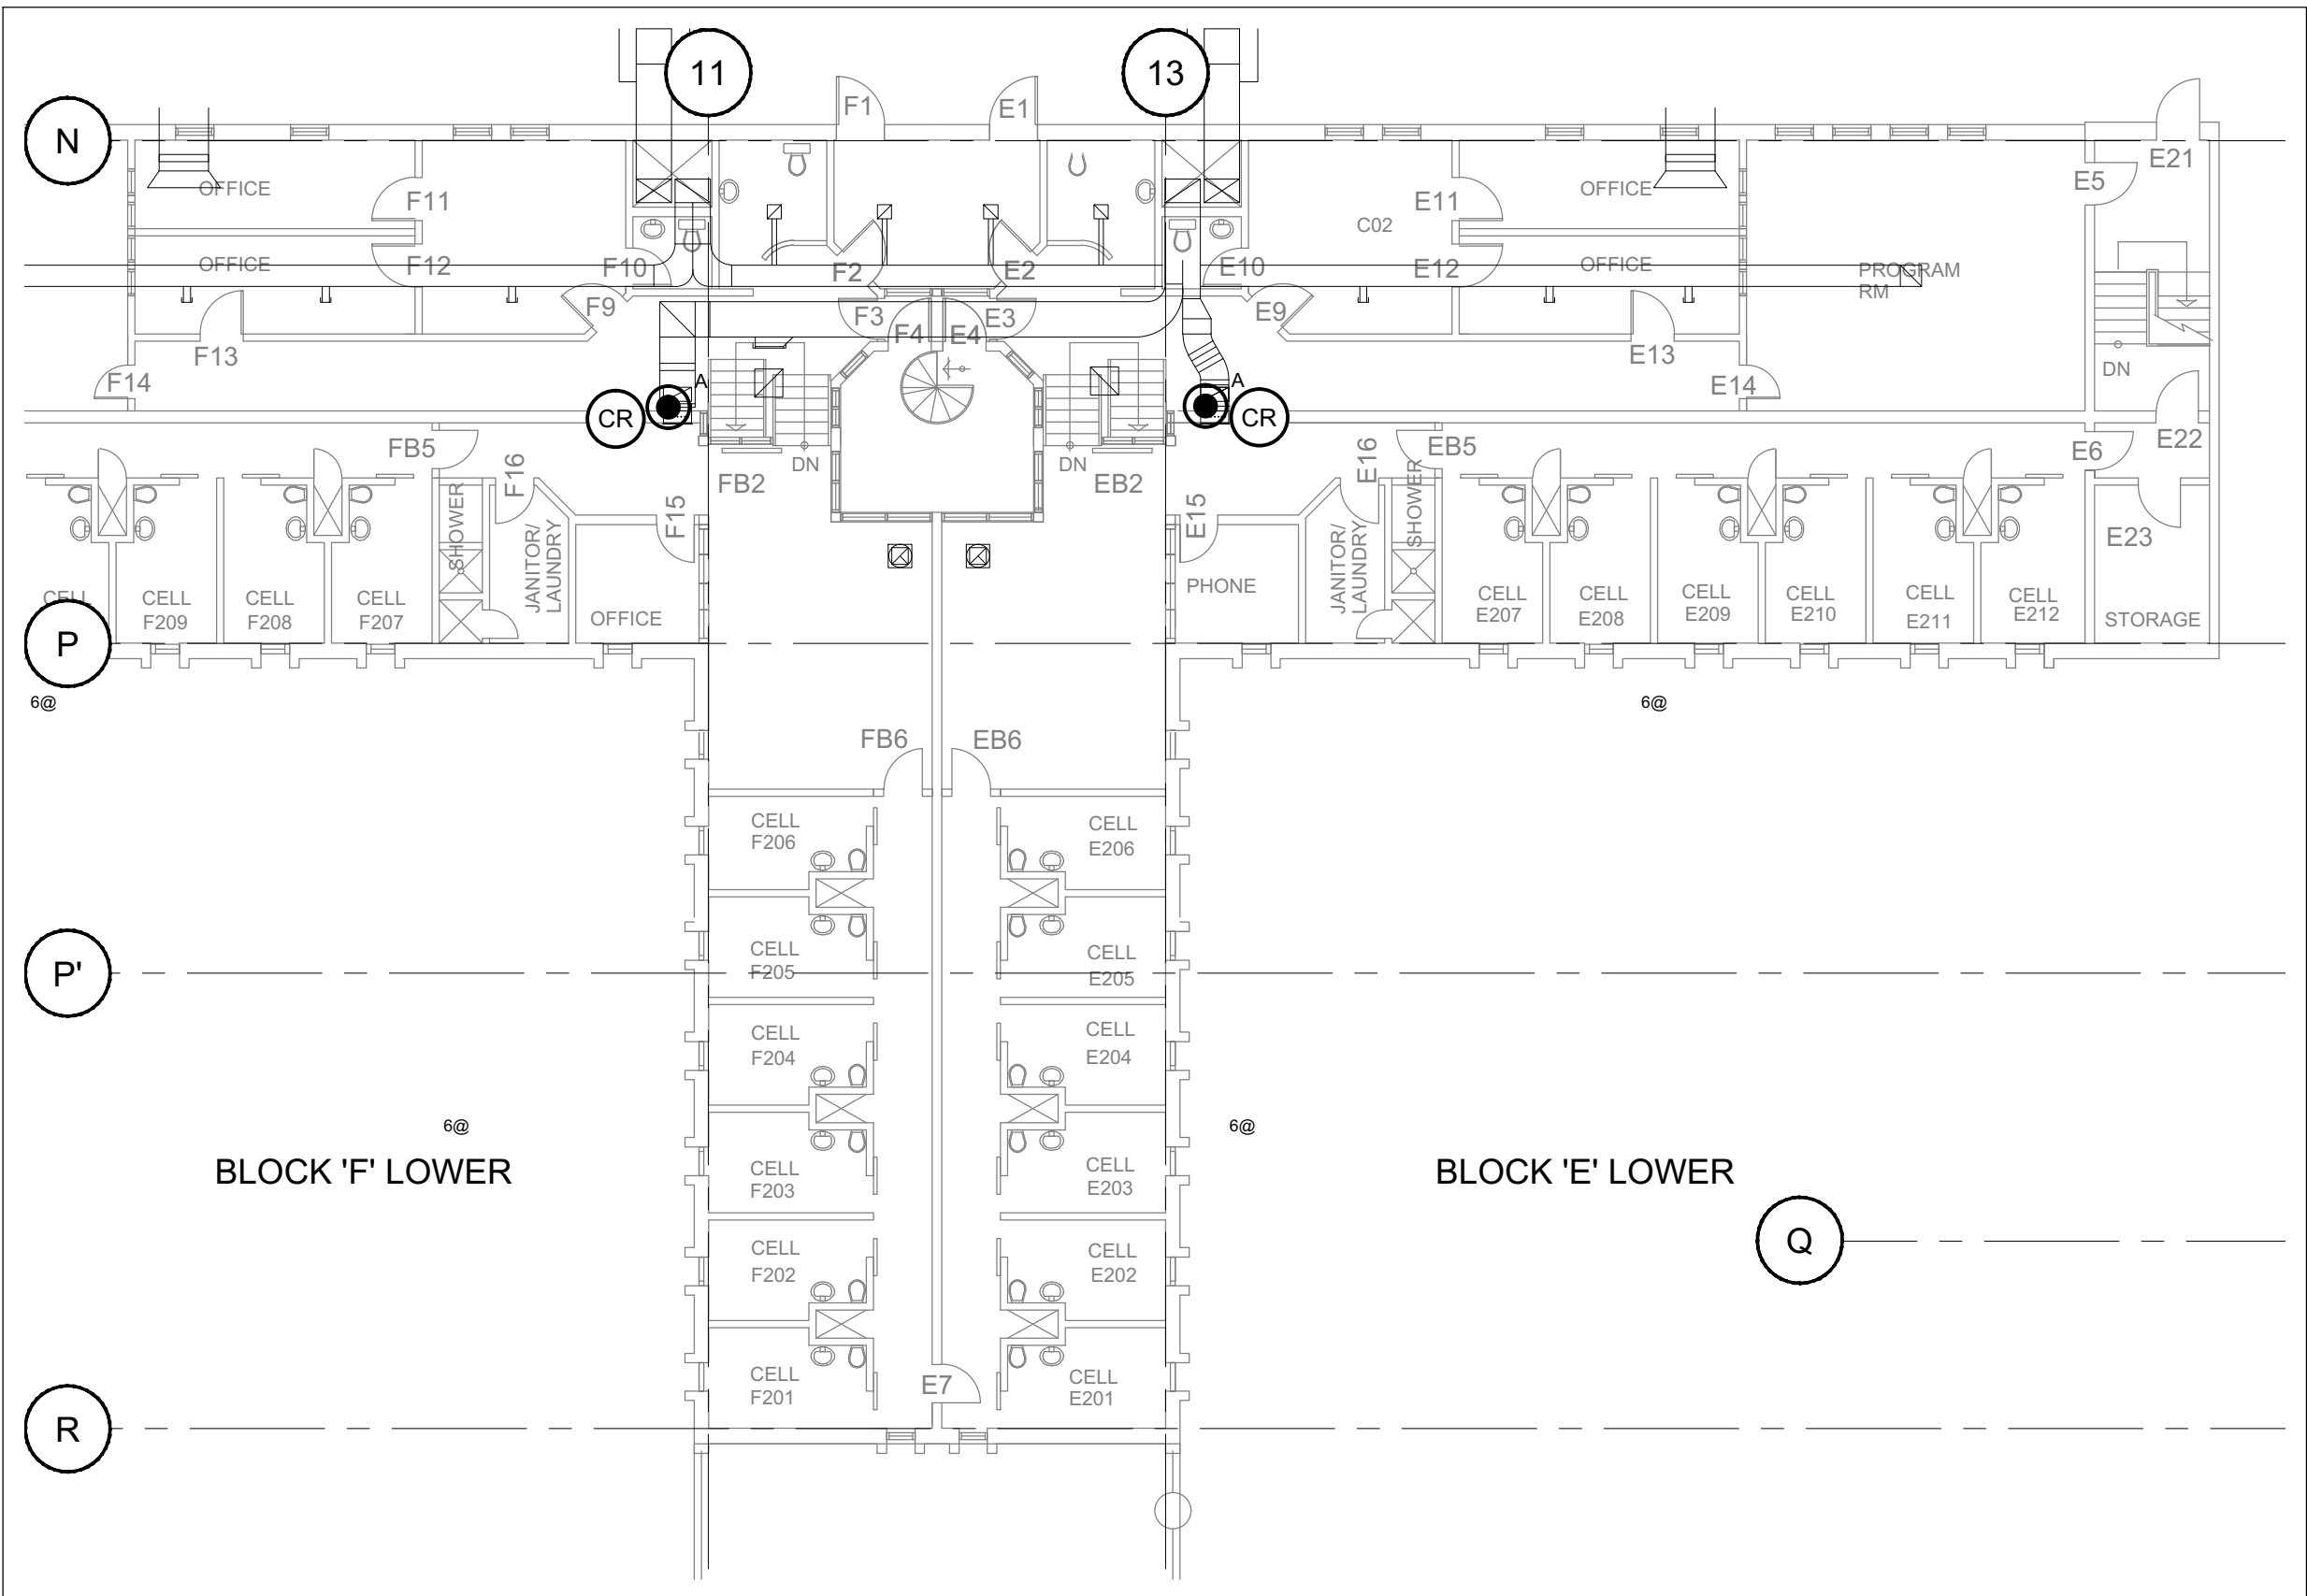 11
13
F1
E1
N
E21
E5
OFFICE
F11
E11
OFFICE
C02
OFFICE
F12
F10
F2
E2
E10
E12
OFFICE
PROGRAM
RM
F9
F3
F4
E4
E3
E9
F13
E13
F14
E14
DN
A
A
CR
CR
FB5
F16
FB2
DN
DN
EB2
E16
EB5
E6
E22
SHOWER
F15
E15
SHOWER
JANITOR/
LAUNDRY
JANITOR/
LAUNDRY
E23
PHONE
CELL
CELL
F209
CELL
F208
CELL
F207
OFFICE
CELL
E207
CELL
E208
CELL
E209
CELL
E210
CELL
E211
CELL
E212
STORAGE
P
6@
6@
FB6
EB6
CELL
F206
CELL
E206
CELL
F205
CELL
E205
P'
CELL
F204
CELL
E204
6@
6@
BLOCK 'F' LOWER
CELL
F203
CELL
E203
BLOCK 'E' LOWER
Q
CELL
F202
CELL
E202
CELL
F201
E7
CELL
E201
R